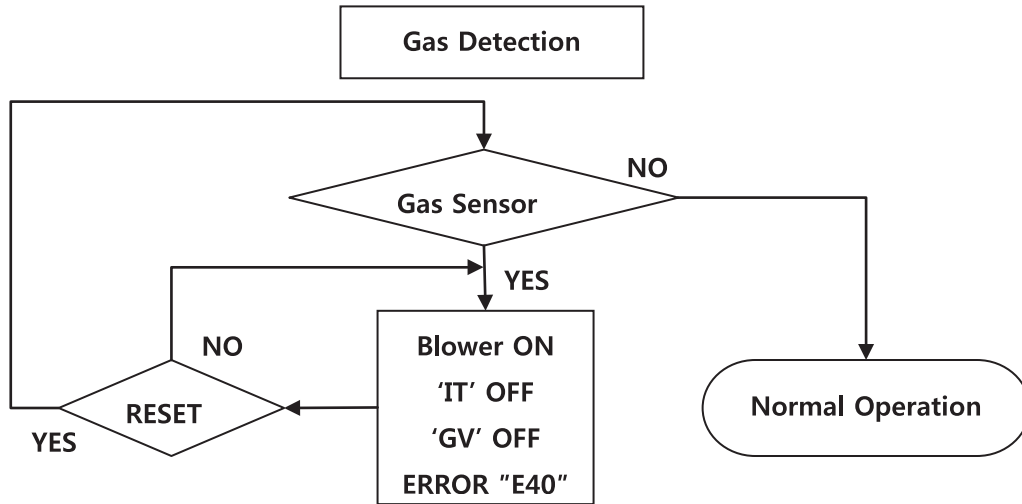 Gas Detection
NO
Gas Sensor
YES
Blower ON
‘IT’ OFF
‘GV’ OFF
ERROR ”E40”
NO
RESET
YES
Normal Operation